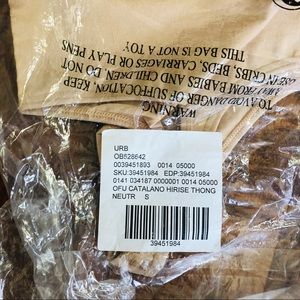 WARNING
TO AVOID DANGER OF SUFFOCATION, KEEP
AWAY FROM BABIES AND CHILDREN. DO NOT
USE IN CRIBS, BEDS, CARRIAGES OR PLAY PENS
THIS BAG IS NOT A TOY
URB
OB528642
0039451893 0014 05000
SKU:39451984 EDP:39451984
0141 034187 0000001 0014 05000
OFU CATALANO HIRISE THONG
NEUTR S
39451984